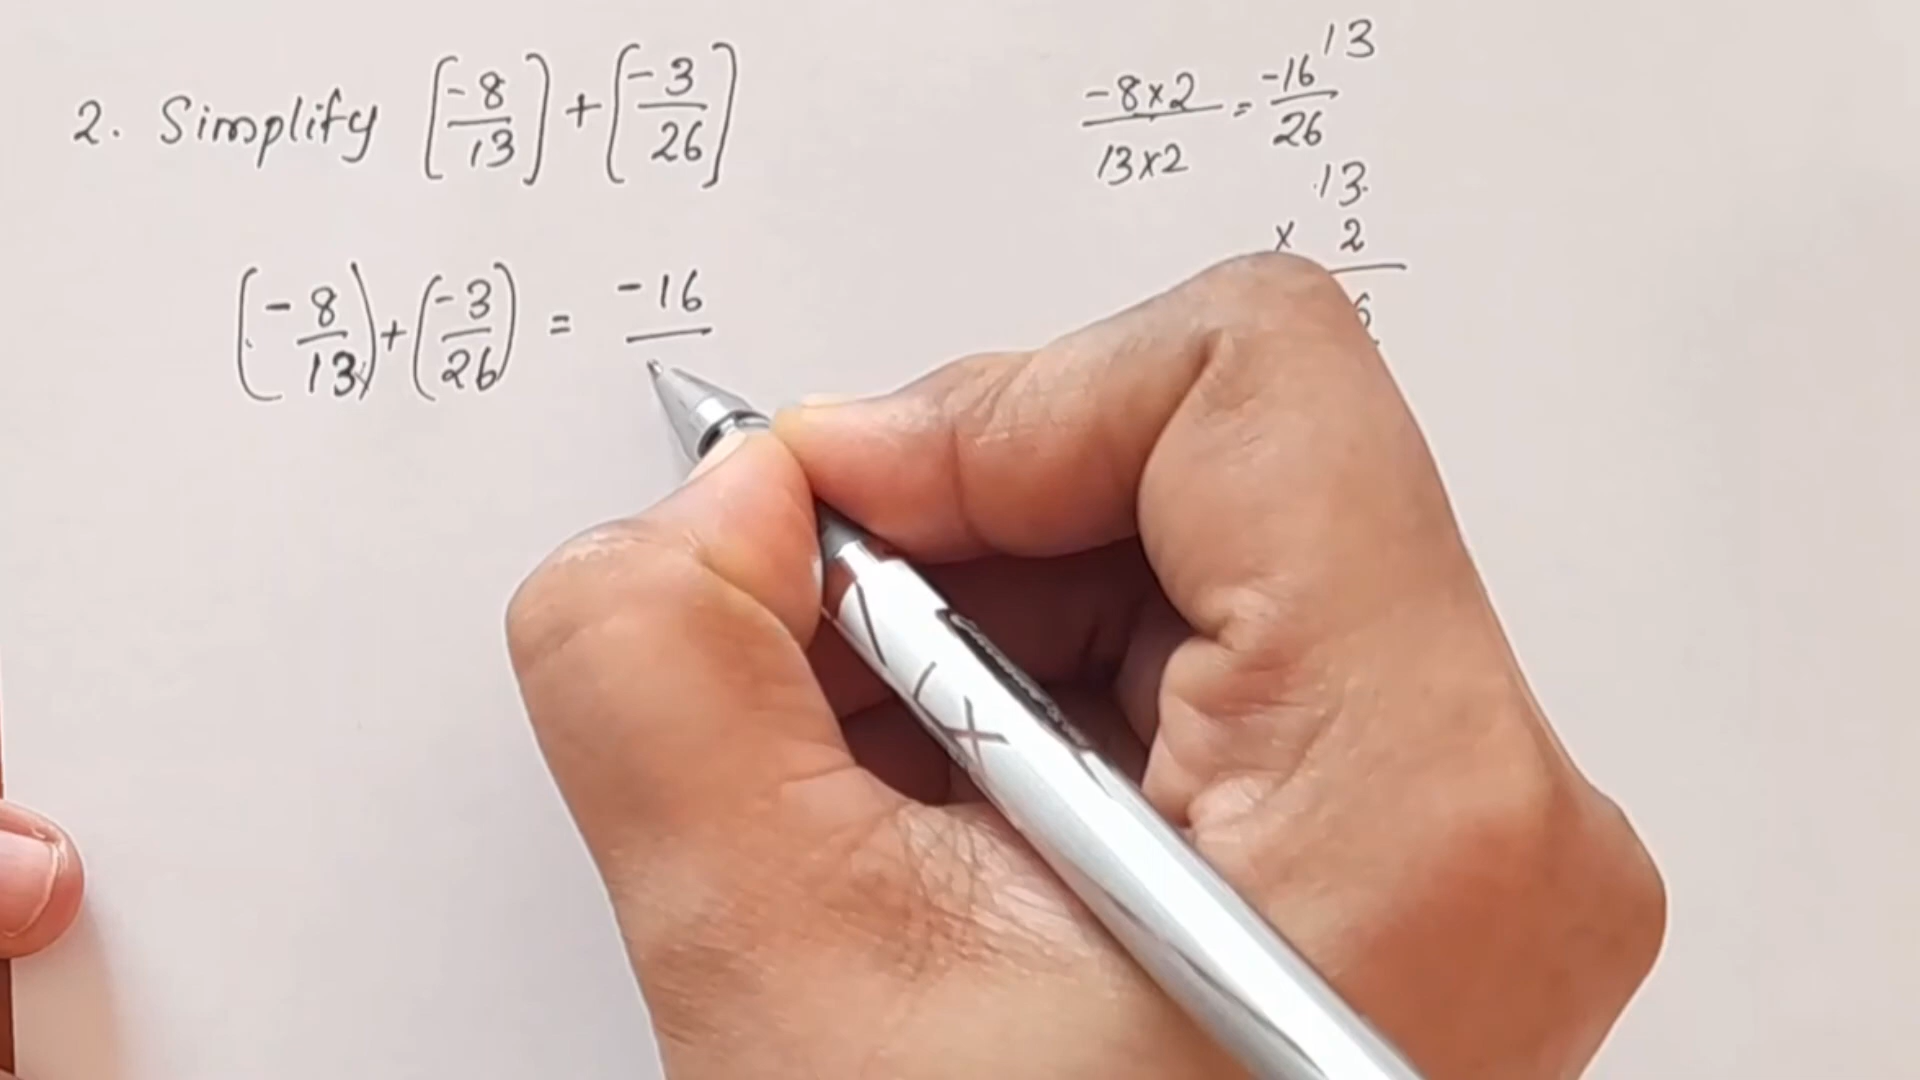 2. Simplify [-8/13] + [-3/26]
(-8/13) + (-3/26) = -16
13
-8×2/13×2 = -16/26
13
× 2
6